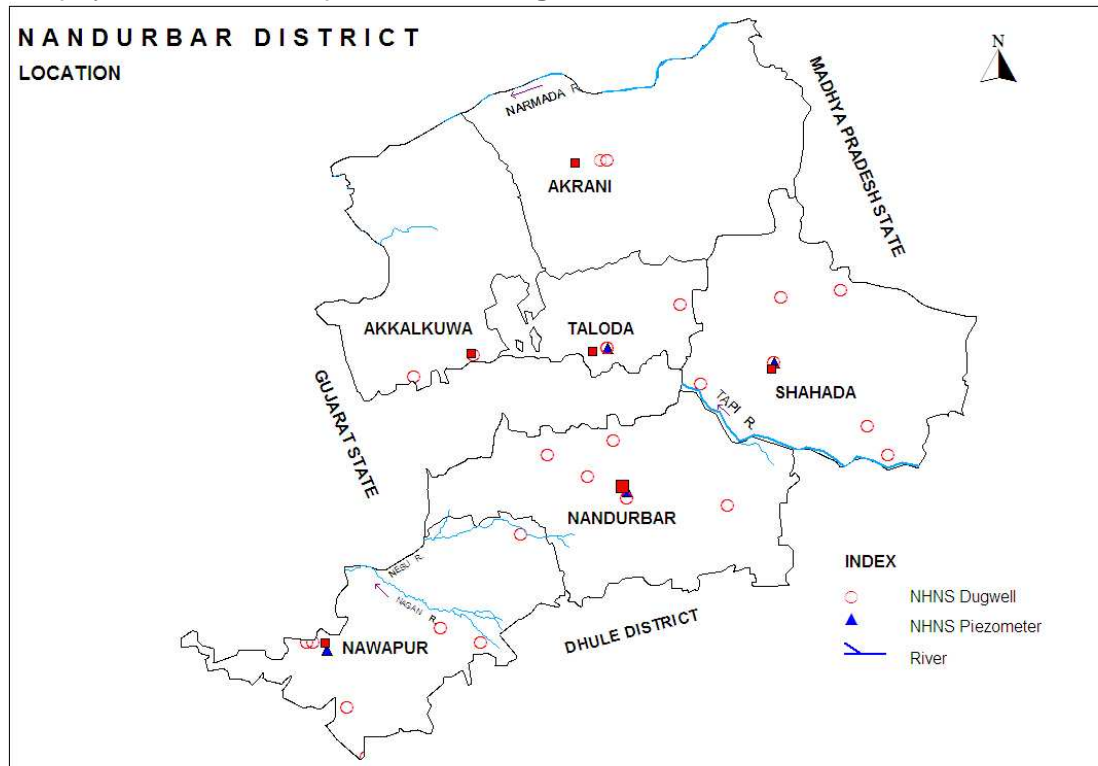 NANDURBAR DISTRICT
LOCATION
N
NARMADA R.
MADHYA PRADESH STATE
AKRANI
AKKALKUWA
TALODA
SHAHADA
TAPI R.
GUJARAT STATE
NANDURBAR
NESU R.
NAGAN R.
NAWAPUR
DHULE DISTRICT
INDEX
NHNS Dugwell
NHNS Piezometer
River